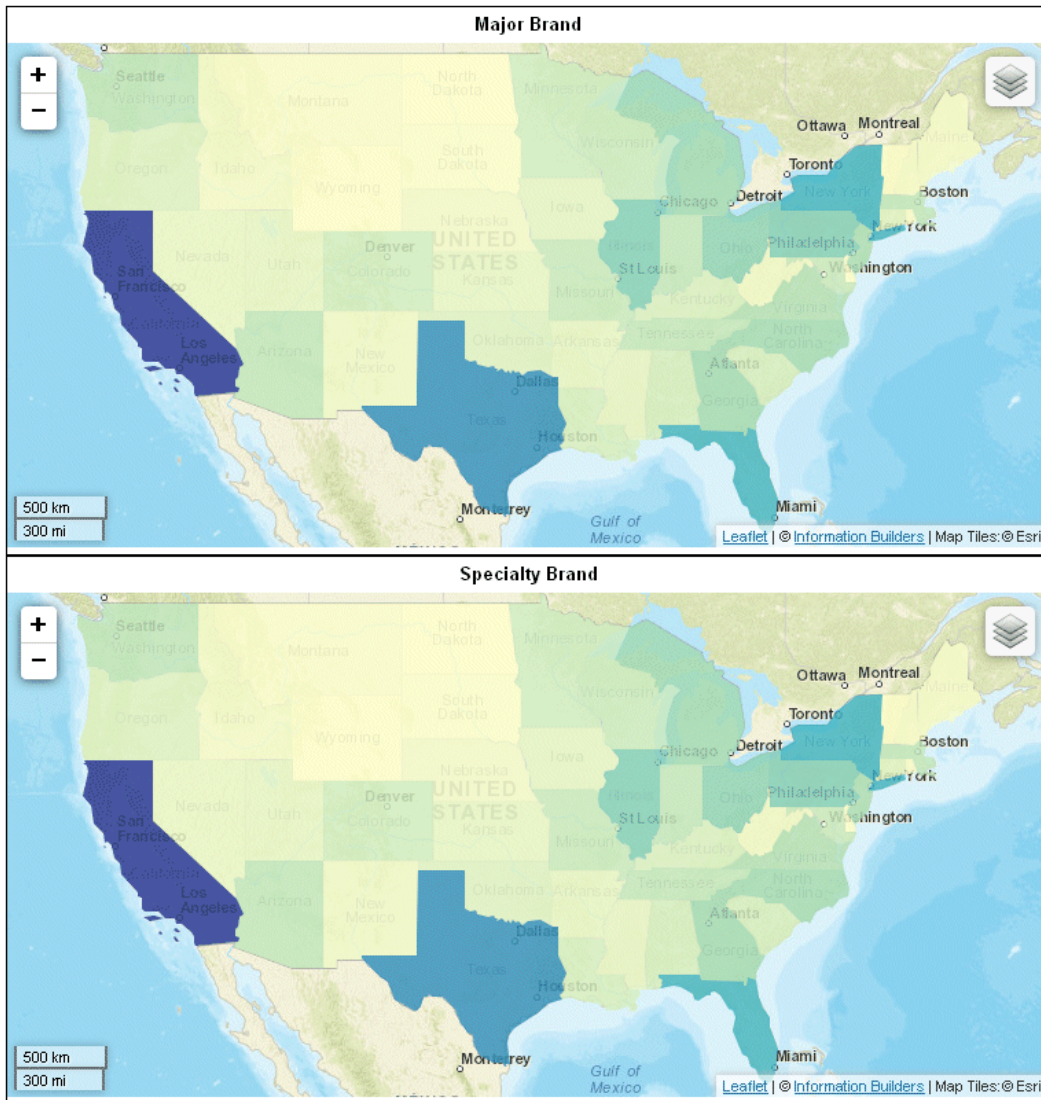 Major Brand
+
−
Seattle
Washington
Montana
North
Dakota
Minnesota
Ottawa
Montreal
Maine
Oregon
Idaho
South
Dakota
Wisconsin
Toronto
Wyoming
New York
Boston
Iowa
Chicago
Detroit
Nebraska
New York
Nevada
Utah
Denver
Colorado
UNITED
STATES
Illinois
Ohio
Philadelphia
San
Francisco
Kansas
St Louis
Washington
California
Missouri
Kentucky
Virginia
Los
Angeles
Arizona
New
Mexico
Oklahoma
Arkansas
Tennessee
North
Carolina
Atlanta
Dallas
Georgia
Texas
Houston
500 km
300 mi
Monterrey
Gulf of
Mexico
Miami
MÉXICO
Leaflet | © Information Builders | Map Tiles:© Esri
Specialty Brand
+
−
Seattle
Washington
Montana
North
Dakota
Minnesota
Ottawa
Montreal
Maine
Oregon
Idaho
South
Dakota
Wisconsin
Toronto
Wyoming
New York
Boston
Iowa
Chicago
Detroit
Nebraska
New York
Nevada
Utah
Denver
Colorado
UNITED
STATES
Illinois
Ohio
Philadelphia
San
Francisco
Kansas
St Louis
Washington
California
Missouri
Kentucky
Virginia
Los
Angeles
Arizona
New
Mexico
Oklahoma
Arkansas
Tennessee
North
Carolina
Atlanta
Dallas
Georgia
Texas
Houston
500 km
300 mi
Monterrey
Gulf of
Mexico
Miami
MÉXICO
Leaflet | © Information Builders | Map Tiles:© Esri